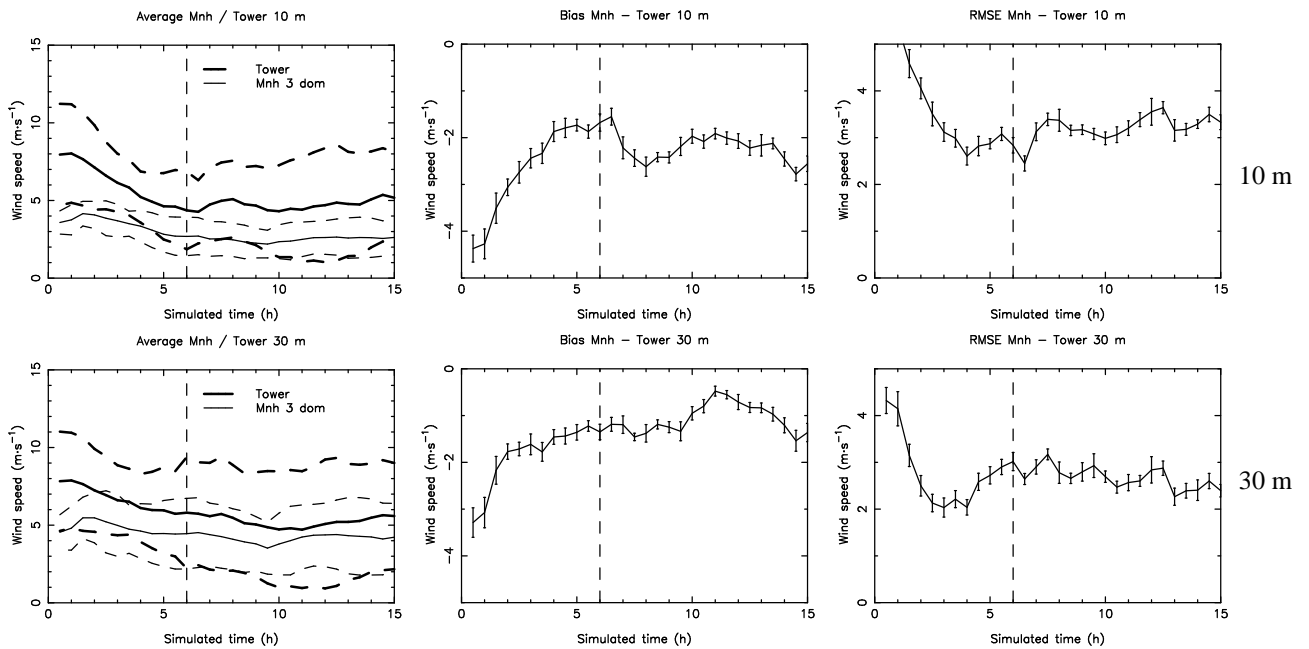 Average Mnh / Tower 10 m
Bias Mnh − Tower 10 m
RMSE Mnh − Tower 10 m
Wind speed (m·s⁻¹)
15
10
5
0
Tower
Mnh 3 dom
0 5 10 15
Simulated time (h)
Wind speed (m·s⁻¹)
0
−2
−4
0 5 10 15
Simulated time (h)
Wind speed (m·s⁻¹)
4
2
0
0 5 10 15
Simulated time (h)
10 m
Average Mnh / Tower 30 m
Bias Mnh − Tower 30 m
RMSE Mnh − Tower 30 m
Wind speed (m·s⁻¹)
15
10
5
0
Tower
Mnh 3 dom
0 5 10 15
Simulated time (h)
Wind speed (m·s⁻¹)
0
−2
−4
0 5 10 15
Simulated time (h)
Wind speed (m·s⁻¹)
4
2
0
0 5 10 15
Simulated time (h)
30 m